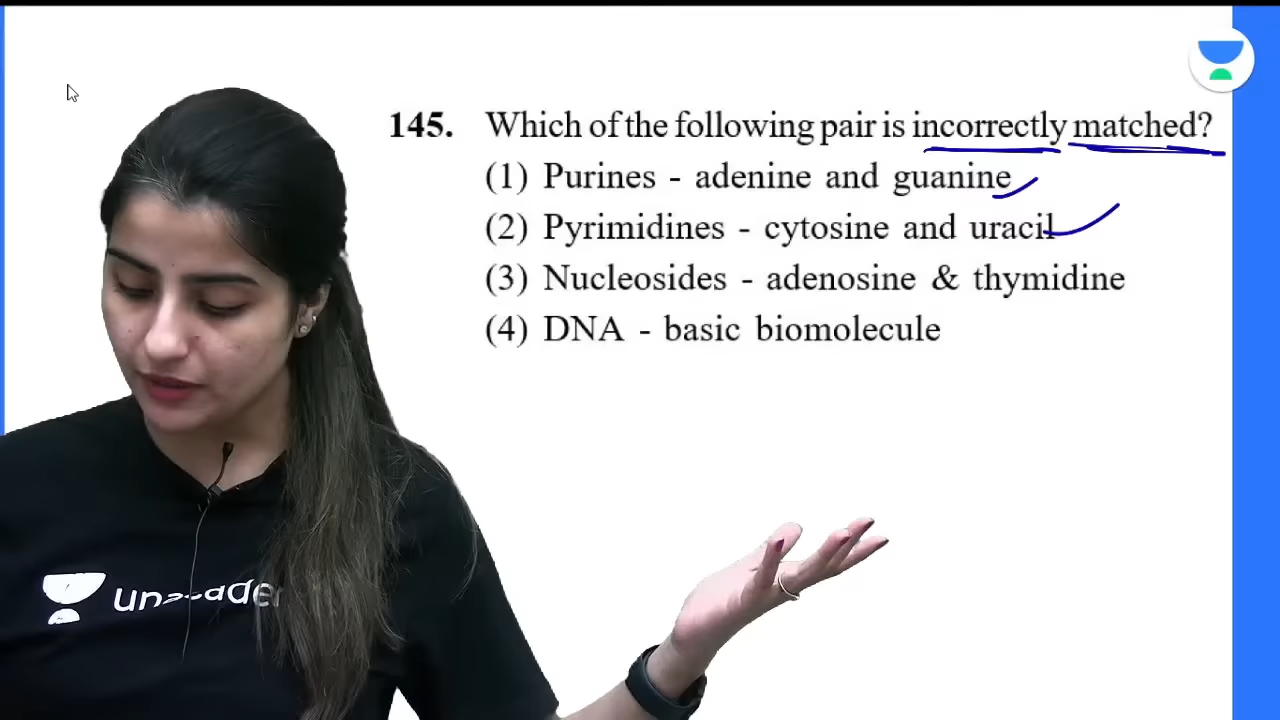 145. Which of the following pair is incorrectly matched?
(1) Purines - adenine and guanine
(2) Pyrimidines - cytosine and uracil
(3) Nucleosides - adenosine & thymidine
(4) DNA - basic biomolecule